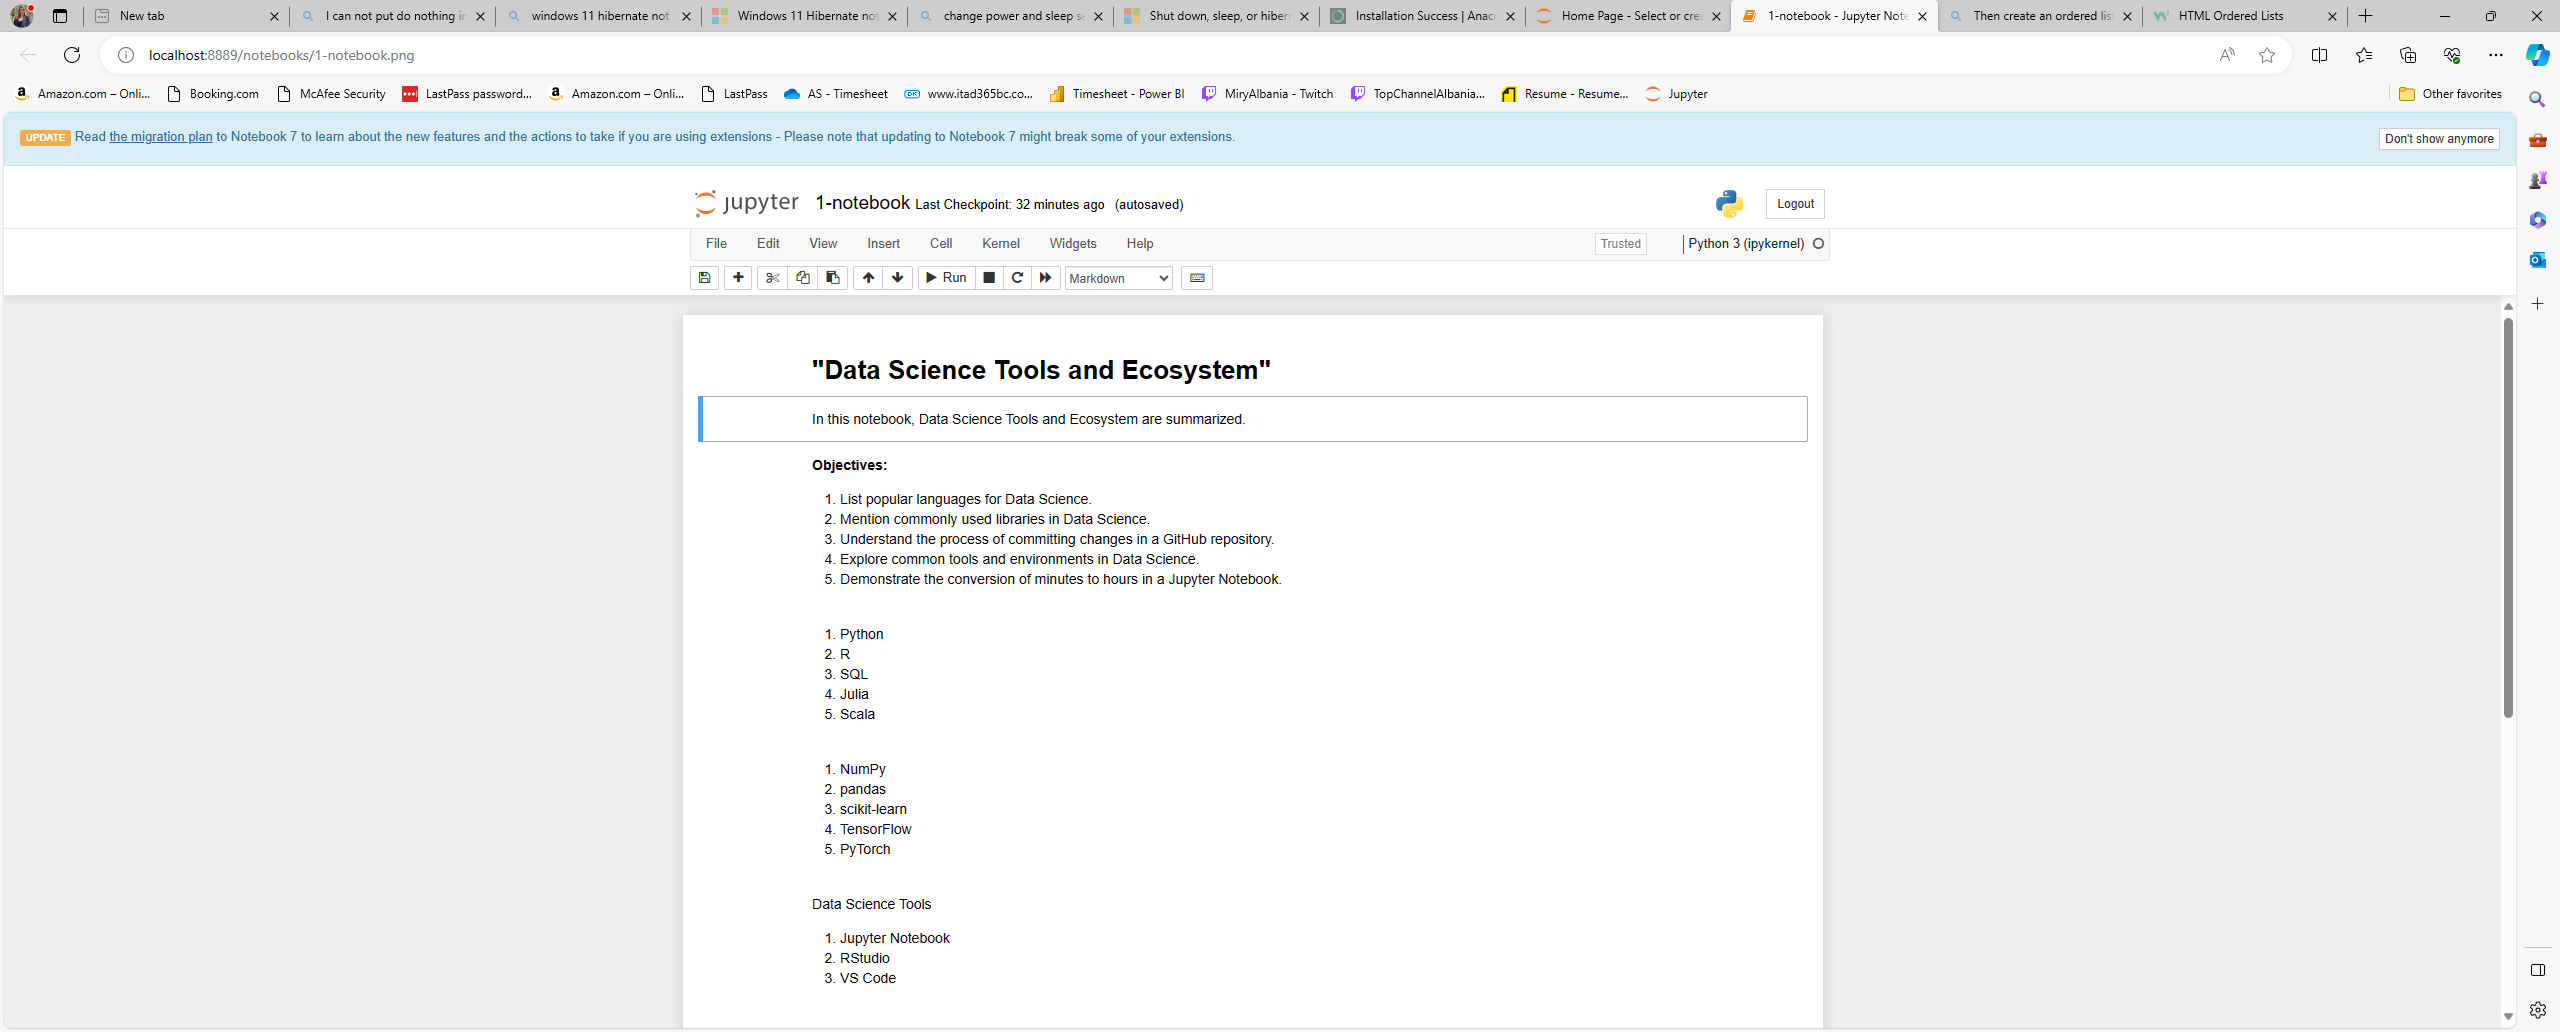 New tab
I can not put do nothing in
windows 11 hibernate not
Windows 11 Hibernate not
change power and sleep se
Shut down, sleep, or hiber
Installation Success | Anaco
Home Page - Select or crea
1-notebook - Jupyter Note
Then create an ordered list
HTML Ordered Lists
localhost:8889/notebooks/1-notebook.png
Amazon.com – Onli...
Booking.com
McAfee Security
LastPass password...
Amazon.com – Onli...
LastPass
AS - Timesheet
www.itad365bc.co...
Timesheet - Power BI
MiryAlbania - Twitch
TopChannelAlbania...
Resume - Resume...
Jupyter
Other favorites
UPDATE Read the migration plan to Notebook 7 to learn about the new features and the actions to take if you are using extensions - Please note that updating to Notebook 7 might break some of your extensions.
Don't show anymore
jupyter 1-notebook Last Checkpoint: 32 minutes ago (autosaved)
Logout
File Edit View Insert Cell Kernel Widgets Help
Trusted
Python 3 (ipykernel)
Run
Markdown
"Data Science Tools and Ecosystem"
In this notebook, Data Science Tools and Ecosystem are summarized.
Objectives:
1. List popular languages for Data Science.
2. Mention commonly used libraries in Data Science.
3. Understand the process of committing changes in a GitHub repository.
4. Explore common tools and environments in Data Science.
5. Demonstrate the conversion of minutes to hours in a Jupyter Notebook.
1. Python
2. R
3. SQL
4. Julia
5. Scala
1. NumPy
2. pandas
3. scikit-learn
4. TensorFlow
5. PyTorch
Data Science Tools
1. Jupyter Notebook
2. RStudio
3. VS Code